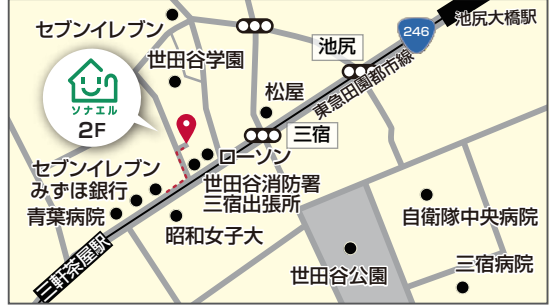 セブンイレブン
世田谷学園
ソナエル
2F
池尻
246
池尻大橋駅
東急田園都市線
松屋
三宿
ローソン
セブンイレブン
みずほ銀行
青葉病院
世田谷消防署
三宿出張所
昭和女子大
三軒茶屋駅
世田谷公園
自衛隊中央病院
三宿病院